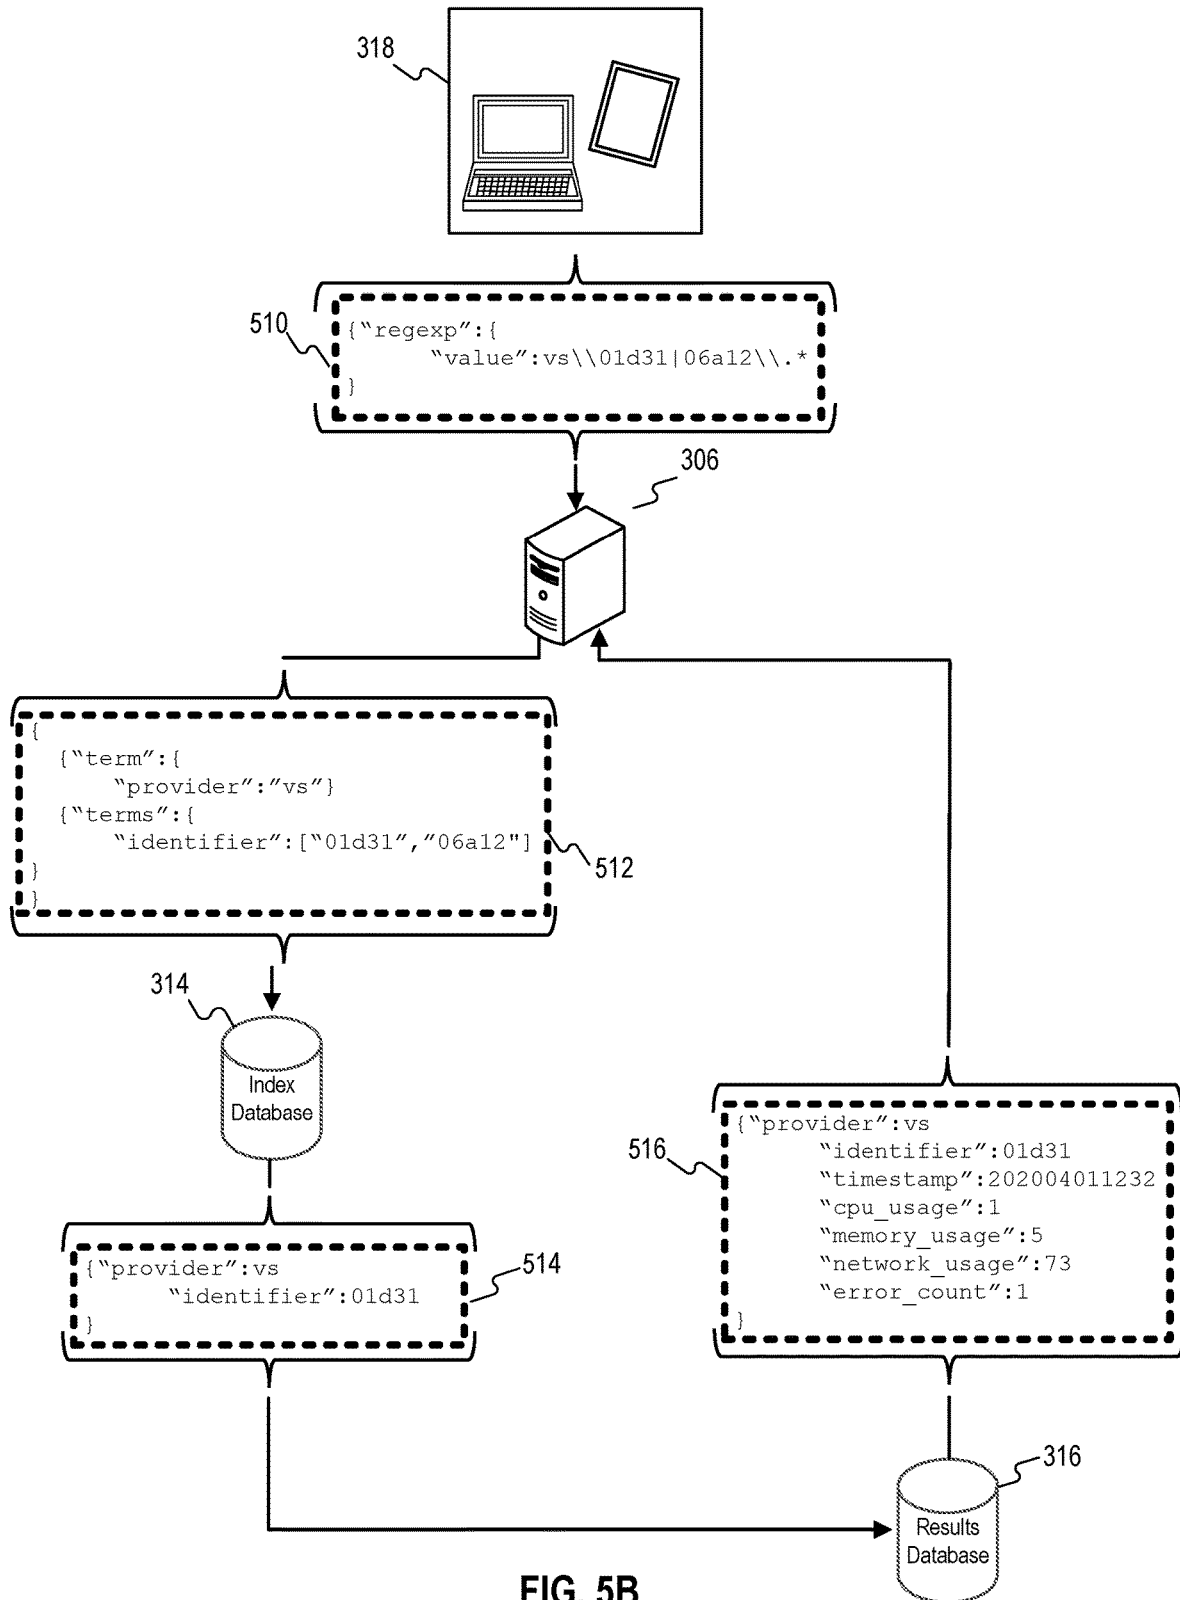 318
510
{“regexp”:{
“value”:vs\\01d31|06a12\\.*
}
306
{
{“term”:{
“provider”:”vs”}
{“terms”:{
“identifier”:[“01d31”,”06a12"]
}
}
512
314
Index
Database
{“provider”:vs
“identifier”:01d31
}
514
516
{“provider”:vs
“identifier”:01d31
“timestamp”:202004011232
“cpu_usage”:1
“memory_usage”:5
“network_usage”:73
“error_count”:1
}
316
Results
Database
FIG. 5B